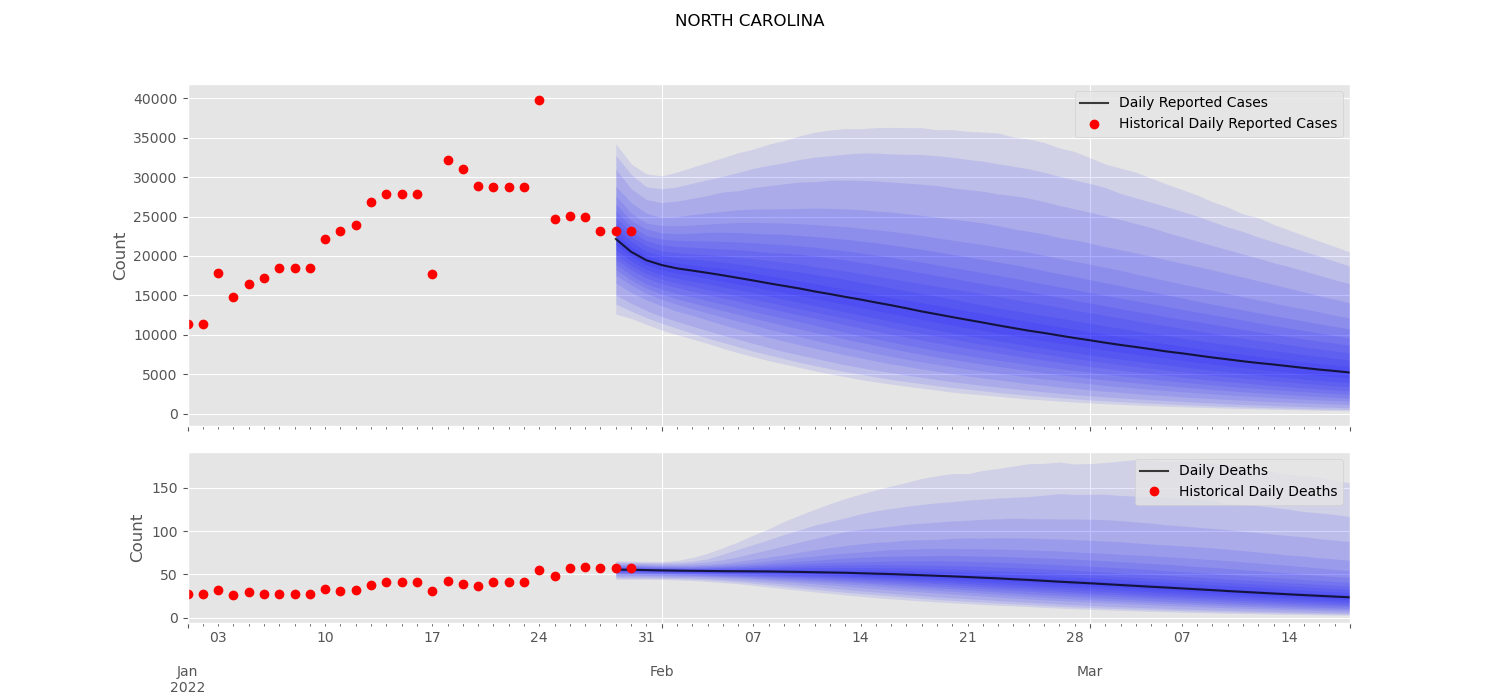 NORTH CAROLINA
Count
40000
35000
30000
25000
20000
15000
10000
5000
0
Daily Reported Cases
Historical Daily Reported Cases
Count
150
100
50
0
Daily Deaths
Historical Daily Deaths
03 10 17 24 31 07 14 21 28 07 14
Jan Feb Mar
2022